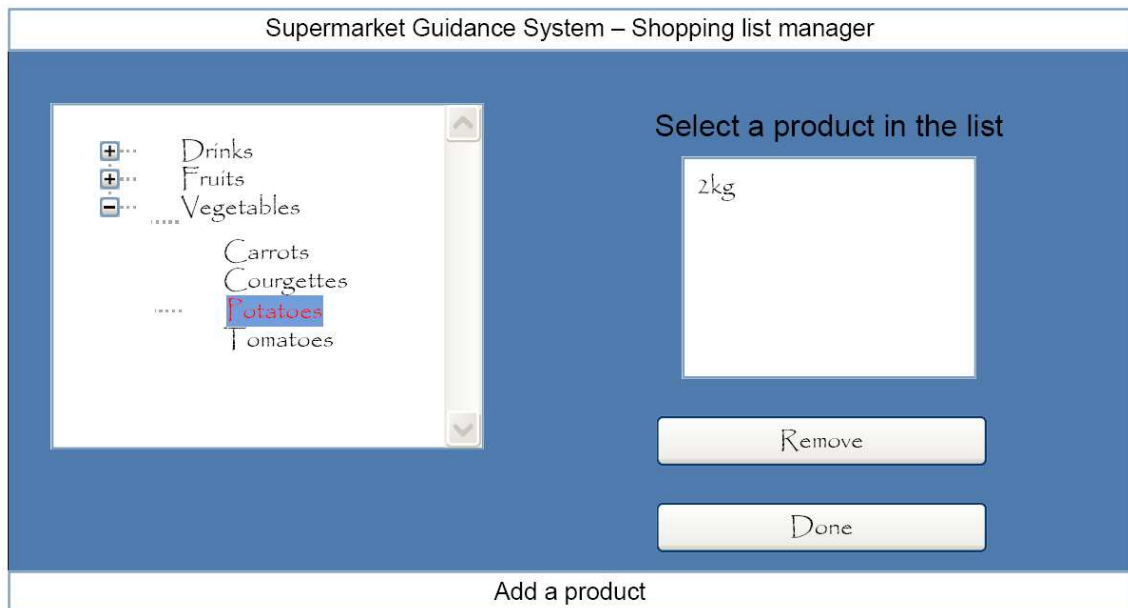 Supermarket Guidance System – Shopping list manager
Drinks
Fruits
Vegetables
Carrots
Courgettes
Potatoes
Tomatoes
Select a product in the list
2kg
Remove
Done
Add a product